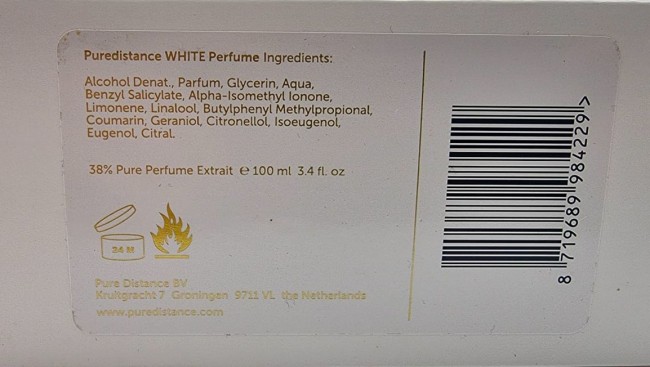 Puredistance WHITE Perfume Ingredients:
Alcohol Denat., Parfum, Glycerin, Aqua,
Benzyl Salicylate, Alpha-Isomethyl Ionone,
Limonene, Linalool, Butylphenyl Methylpropional,
Coumarin, Geraniol, Citronellol, Isoeugenol,
Eugenol, Citral.
38% Pure Perfume Extrait e 100 ml 3.4 fl. oz
24 M
Pure Distance BV
Kruitgracht 7 Groningen 9711 VL the Netherlands
www.puredistance.com
8 719689 984229 >